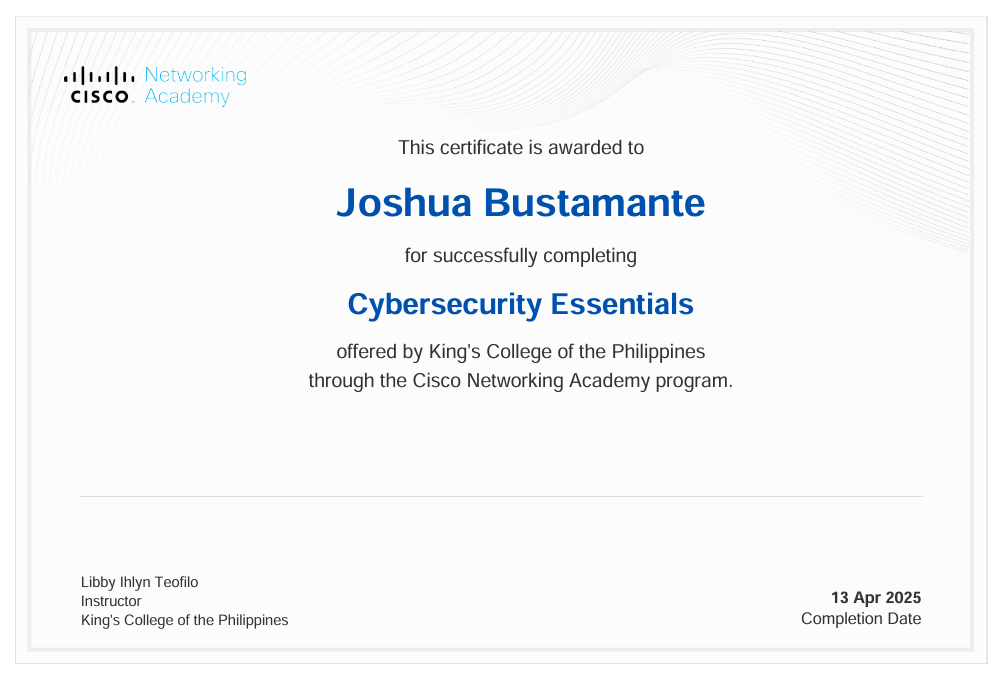 Networking
CISCO Academy
This certificate is awarded to
Joshua Bustamante
for successfully completing
Cybersecurity Essentials
offered by King's College of the Philippines
through the Cisco Networking Academy program.
Libby Ihlyn Teofilo
Instructor
King's College of the Philippines
13 Apr 2025
Completion Date